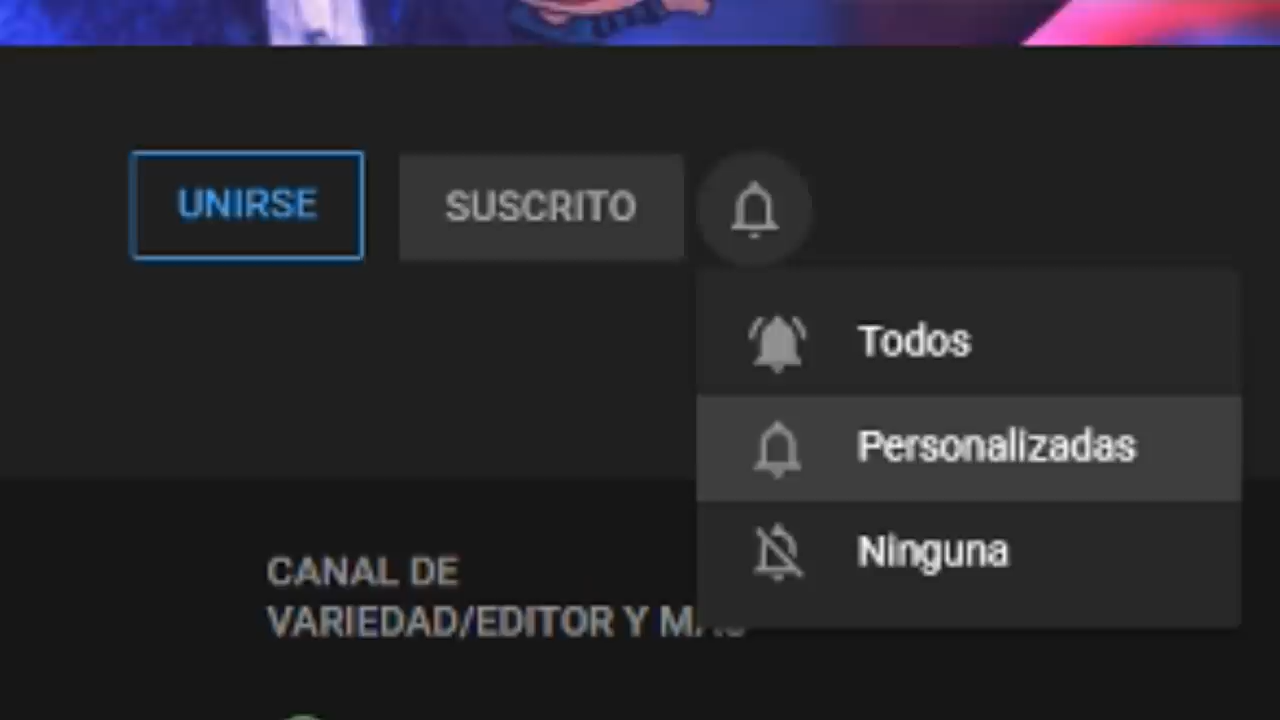 UNIRSE
SUSCRITO
Todos
Personalizadas
Ninguna
CANAL DE
VARIEDAD/EDITOR Y